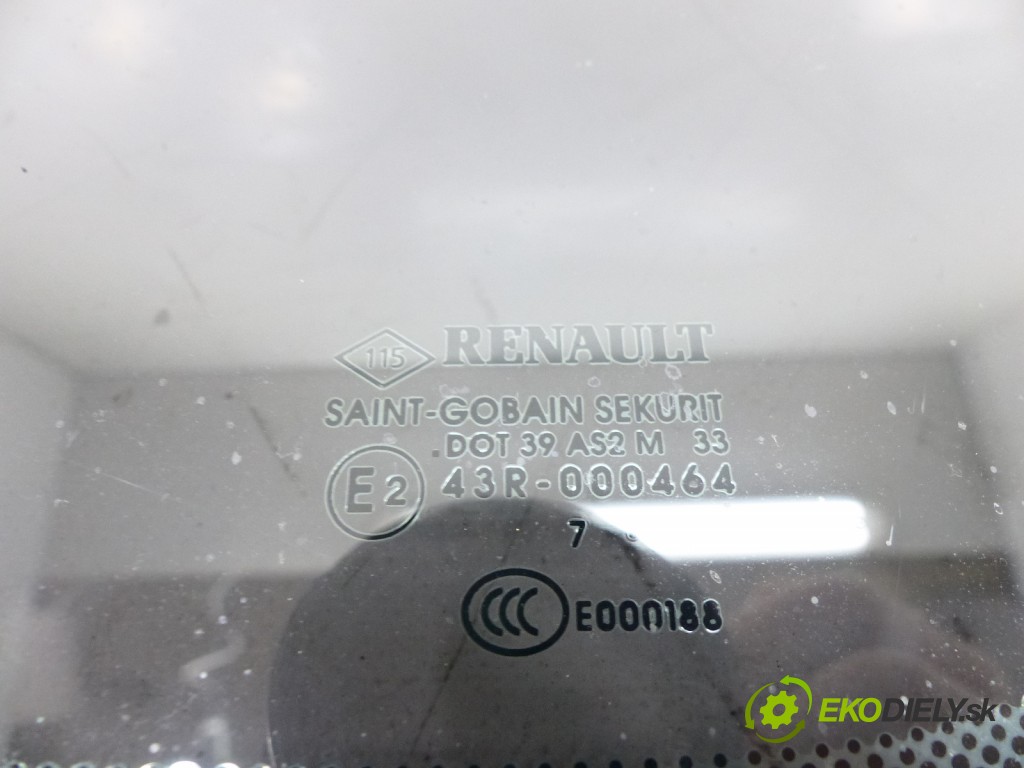 115 RENAULT
SAINT-GOBAIN SEKURIT
.DOT 39 AS2 M 33
E2 43R-000464
7
CCC E000188
EKODIELY.sk